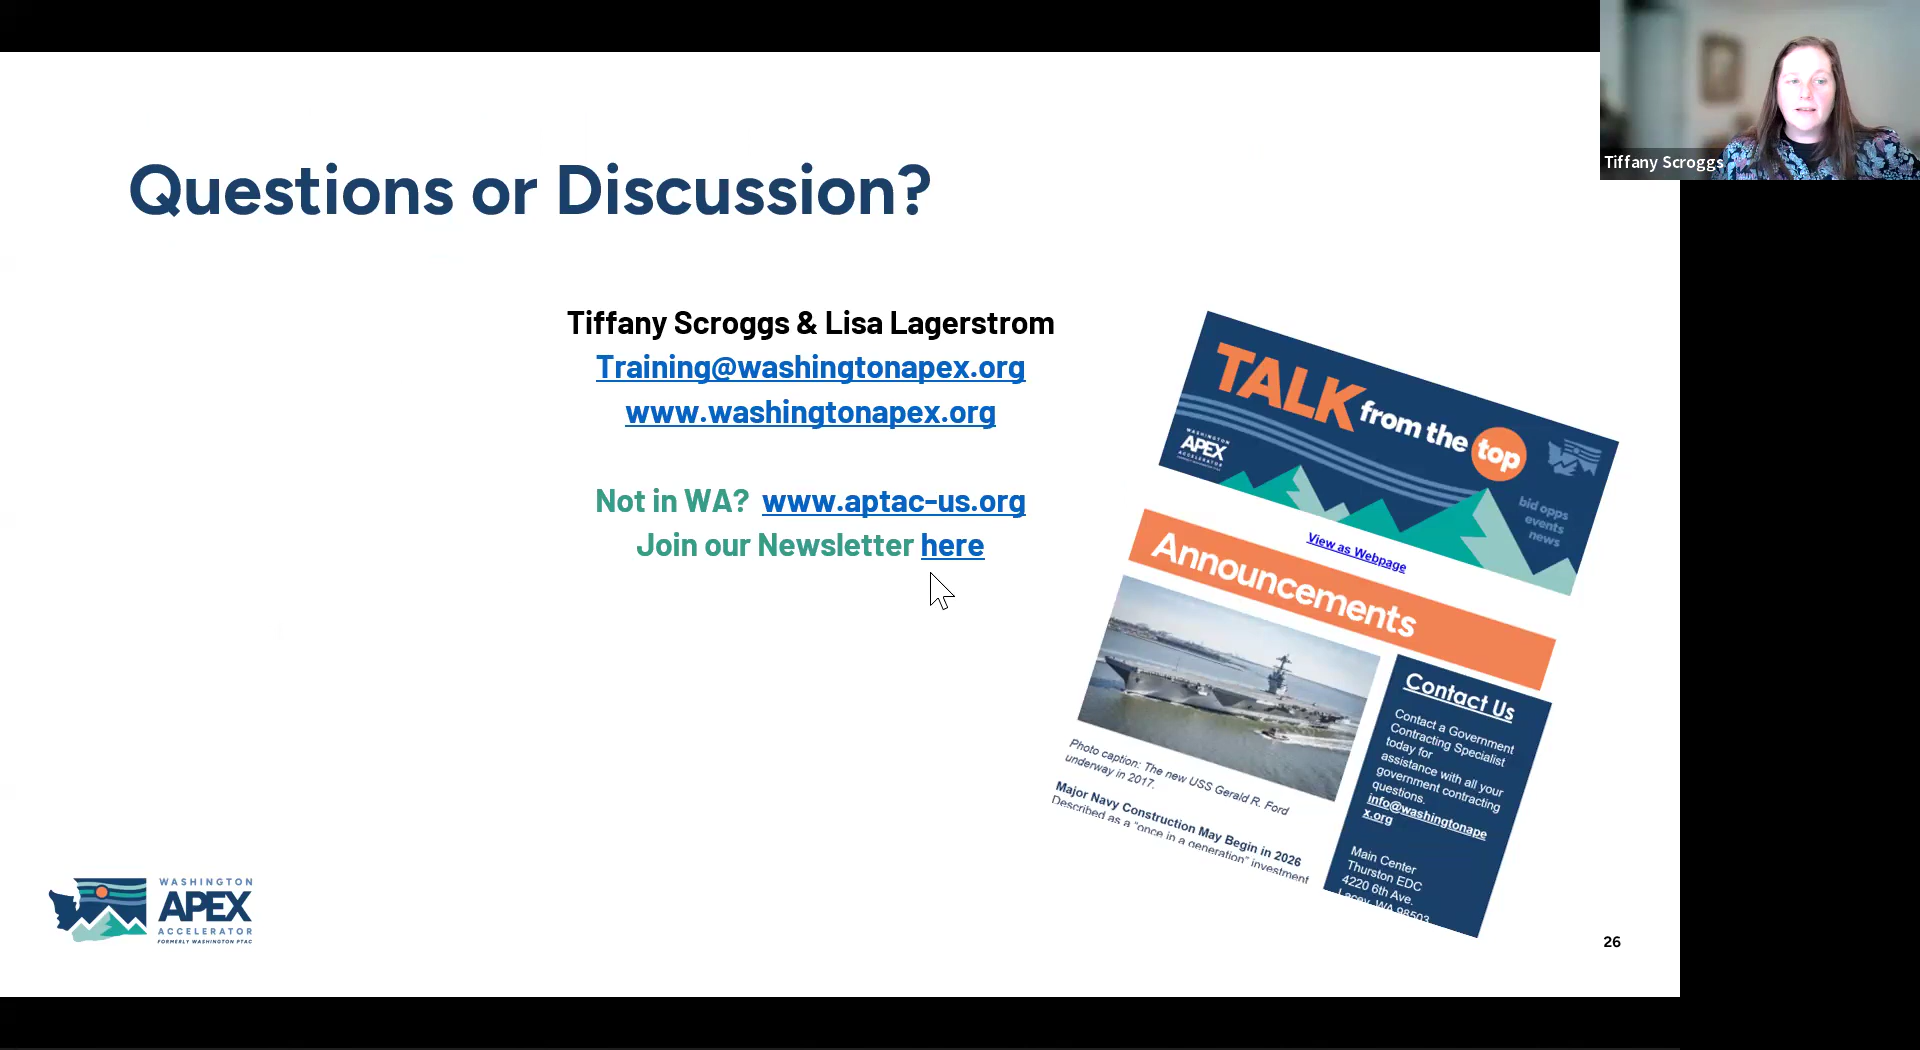 Tiffany Scroggs
Questions or Discussion?
Tiffany Scroggs & Lisa Lagerstrom
Training@washingtonapex.org
www.washingtonapex.org
Not in WA? www.aptac-us.org
Join our Newsletter here
TALK from the top
WASHINGTON
APEX
ACCELERATOR
bid opps
events
news
View as Webpage
Announcements
Photo caption: The new USS Gerald R. Ford
underway in 2017.
Major Navy Construction May Begin in 2026
Described as a "once in a generation" investment
Contact Us
Contact a Government
Contracting Specialist
today for
assistance with all your
government contracting
questions.
info@washingtonape
x.org
Main Center
Thurston EDC
4220 6th Ave.
Lacey, WA 98503
WASHINGTON
APEX
ACCELERATOR
FORMERLY WASHINGTON PTAC
26